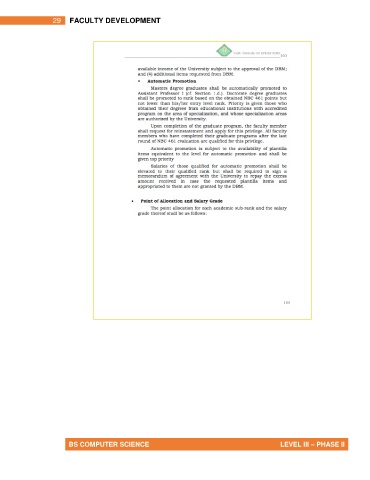 29 FACULTY DEVELOPMENT
available income of the University subject to the approval of the DBM;
and (4) additional items requested from DBM.
• Automatic Promotion
Masters degree graduates shall be automatically promoted to
Assistant Professor I (cf. Section I.d.). Doctorate degree graduates
shall be promoted to rank based on the obtained NBC 461 points but
not lower than his/her entry level rank. Priority is given those who
obtained their degrees from educational institutions with accredited
program on the area of specialization, and whose specialization areas
are authorized by the University.
Upon completion of the graduate program, the faculty member
shall request for reinstatement and apply for this privilege. All faculty
members who have completed their graduate programs after the last
round of NBC 461 evaluation are qualified for this privilege.
Automatic promotion is subject to the availability of plantilla
items equivalent to the level for automatic promotion and shall be
given top priority
Salaries of those qualified for automatic promotion shall be
elevated to their qualified rank but shall be required to sign a
memorandum of agreement with the University to repay the excess
amount received in case the requested plantilla items and
appropriated to them are not granted by the DBM.
• Point of Allocation and Salary Grade
The point allocation for each academic sub-rank and the salary
grade thereof shall be as follows:
BS COMPUTER SCIENCE LEVEL III – PHASE II